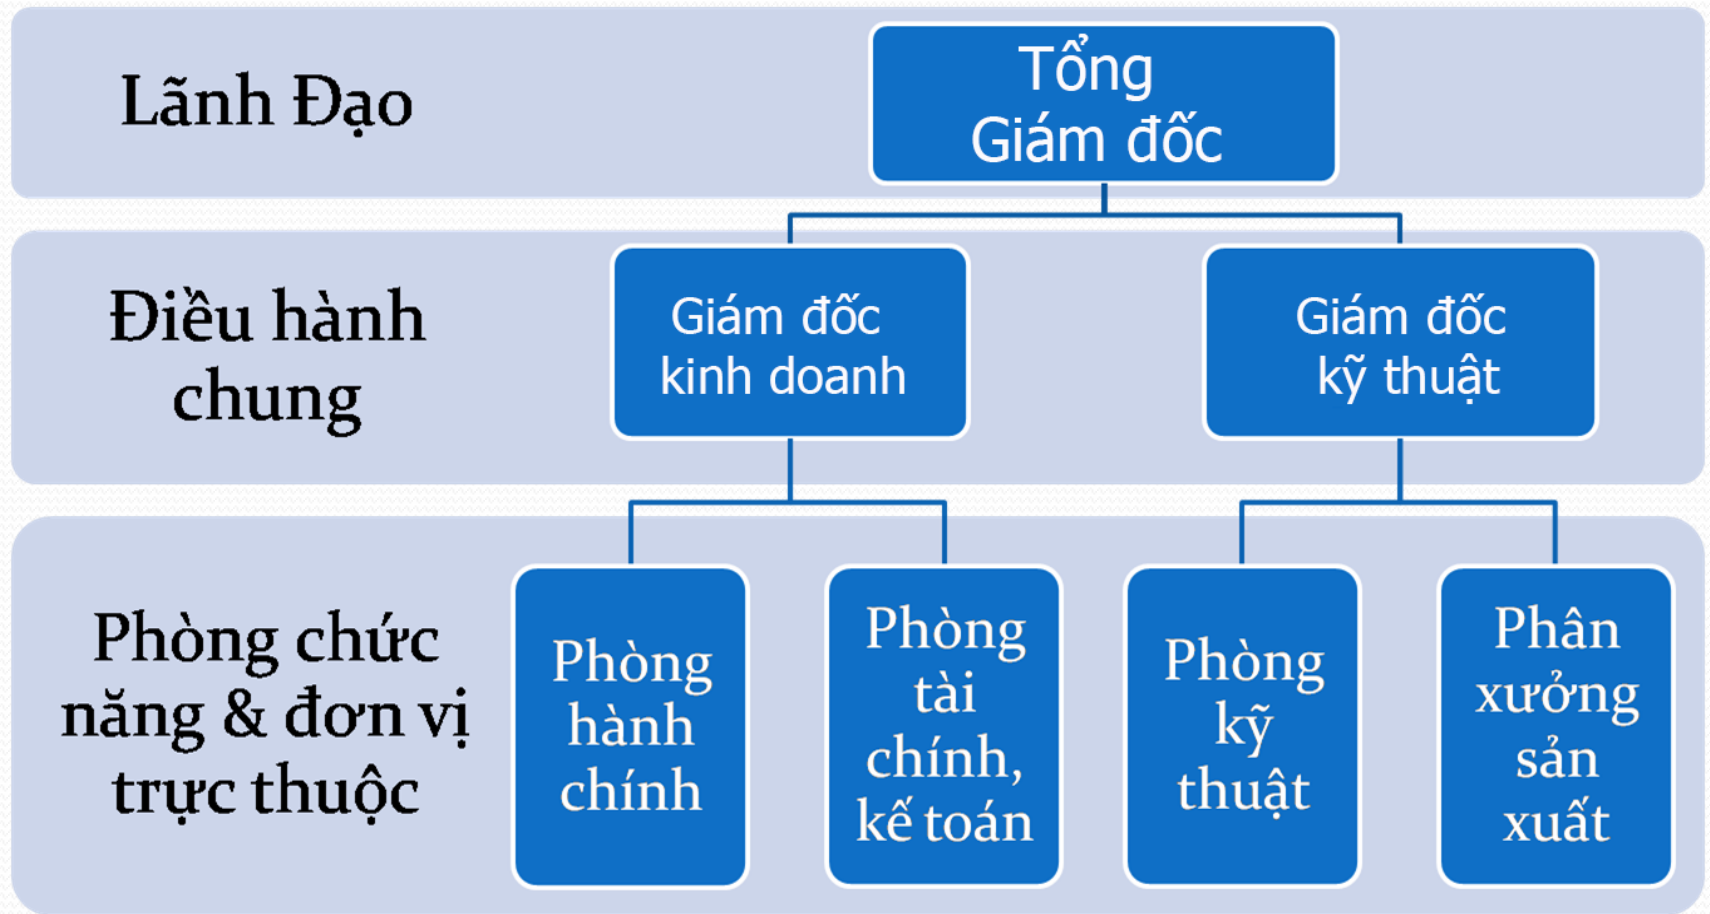 Lãnh Đạo
Tổng
Giám đốc
Điều hành
chung
Giám đốc
kinh doanh
Giám đốc
kỹ thuật
Phòng chức
năng & đơn vị
trực thuộc
Phòng
hành
chính
Phòng
tài
chính,
kế toán
Phòng
kỹ
thuật
Phân
xưởng
sản
xuất